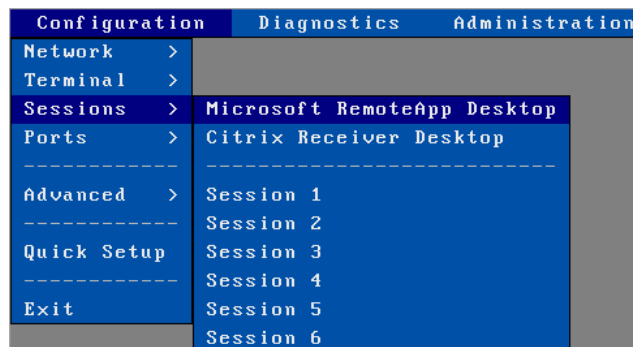 Configuration Diagnostics Administration
Network >
Terminal >
Sessions > Microsoft RemoteApp Desktop
Ports > Citrix Receiver Desktop
Advanced > Session 1
Session 2
Quick Setup Session 3
Session 4
Exit Session 5
Session 6